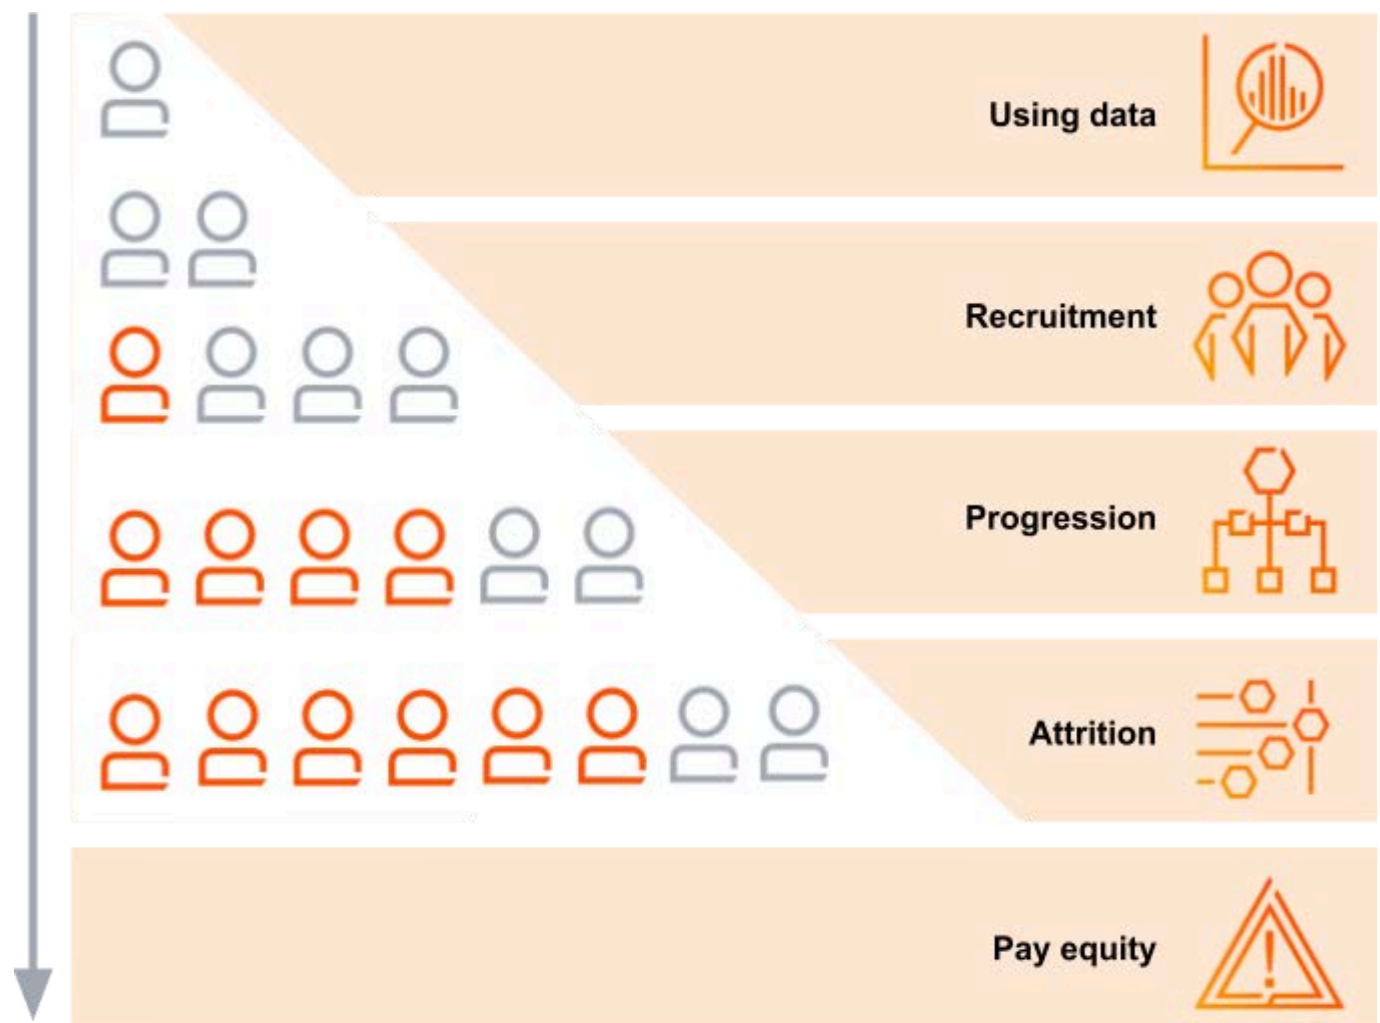 Using data
Recruitment
Progression
Attrition
Pay equity